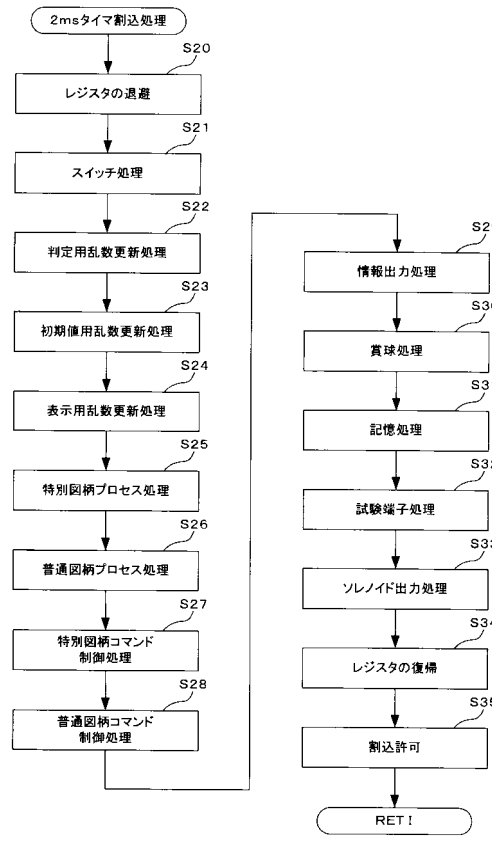 2msタイマ割込処理
S20
レジスタの退避
S21
スイッチ処理
S22
判定用乱数更新処理
S23
初期値用乱数更新処理
S24
表示用乱数更新処理
S25
特別図柄プロセス処理
S26
普通図柄プロセス処理
S27
特別図柄コマンド
制御処理
S28
普通図柄コマンド
制御処理
S29
情報出力処理
S30
賞球処理
S31
記憶処理
S32
試験端子処理
S33
ソレノイド出力処理
S34
レジスタの復帰
S35
割込許可
RETI